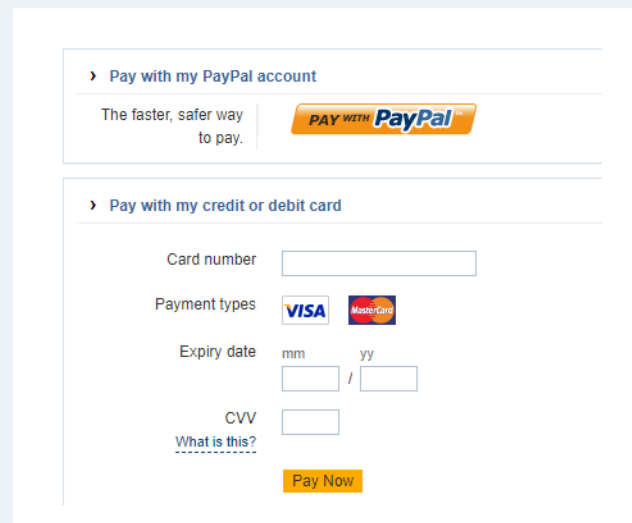 › Pay with my PayPal account
The faster, safer way
to pay.
PAY WITH PayPal™
› Pay with my credit or debit card
Card number
Payment types
VISA MasterCard
Expiry date
mm yy
/
CVV
What is this?
Pay Now